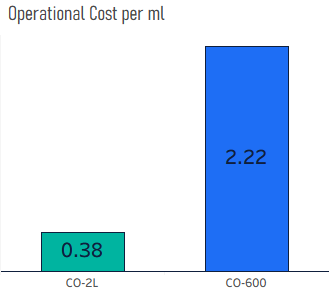 Operational Cost per ml
2.22
0.38
CO-2L
CO-600